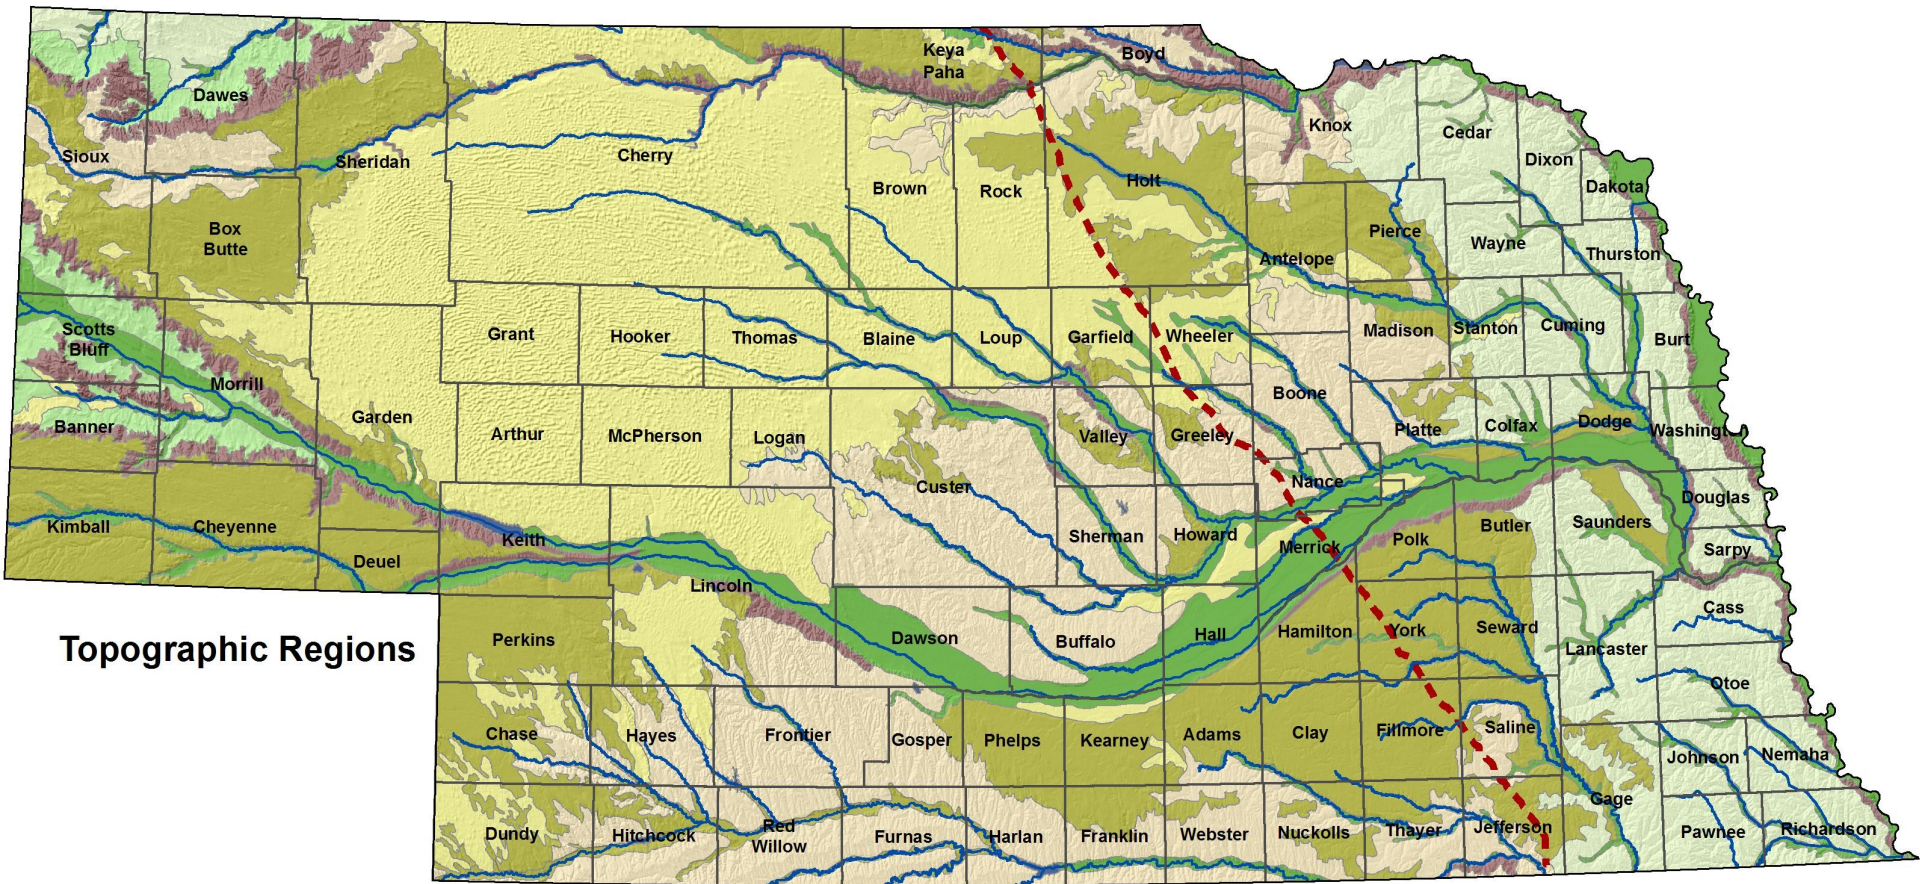 Keya
Paha
Boyd
Dawes
Knox
Cedar
Sioux
Sheridan
Cherry
Dixon
Brown
Rock
Holt
Dakota
Box
Butte
Pierce
Wayne
Antelope
Thurston
Scotts
Bluff
Grant
Hooker
Thomas
Blaine
Loup
Garfield
Wheeler
Madison
Stanton
Cuming
Burt
Morrill
Boone
Garden
Banner
Arthur
McPherson
Logan
Valley
Greeley
Platte
Colfax
Dodge
Washington
Custer
Nance
Douglas
Kimball
Cheyenne
Keith
Sherman
Howard
Merrick
Polk
Butler
Saunders
Sarpy
Deuel
Lincoln
Cass
Topographic Regions
Perkins
Dawson
Buffalo
Hall
Hamilton
York
Seward
Lancaster
Otoe
Chase
Hayes
Frontier
Gosper
Phelps
Kearney
Adams
Clay
Fillmore
Saline
Johnson
Nemaha
Gage
Dundy
Hitchcock
Red
Willow
Furnas
Harlan
Franklin
Webster
Nuckolls
Thayer
Jefferson
Pawnee
Richardson